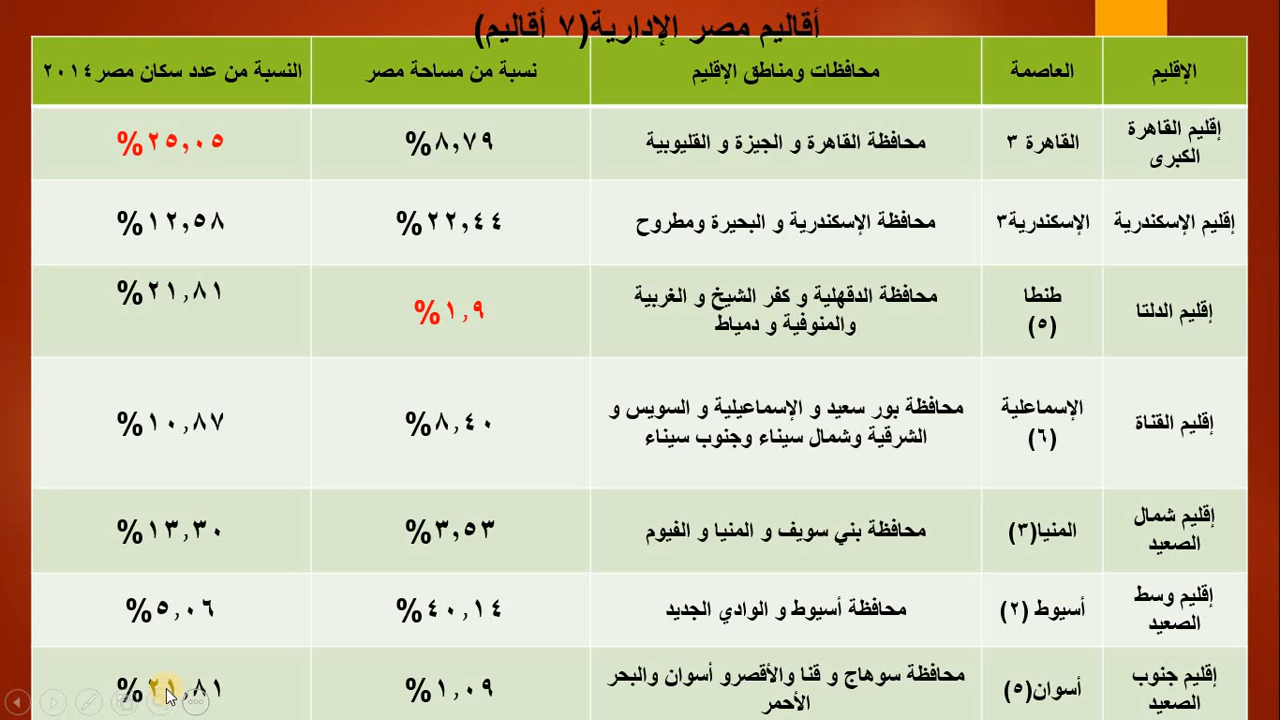 أقاليم مصر الإدارية(٧ أقاليم)
الإقليم
العاصمة
محافظات ومناطق الإقليم
نسبة من مساحة مصر
النسبة من عدد سكان مصر٢٠١٤
إقليم القاهرة
الكبرى
القاهرة ٣
محافظة القاهرة و الجيزة و القليوبية
٨,٧٩%
٢٥,٠٥%
إقليم الإسكندرية
الإسكندرية٣
محافظة الإسكندرية و البحيرة ومطروح
٢٢,٤٤%
١٢,٥٨%
إقليم الدلتا
طنطا
(٥)
محافظة الدقهلية و كفر الشيخ و الغربية
والمنوفية و دمياط
١,٩%
٢١,٨١%
إقليم القناة
الإسماعلية
(٦)
محافظة بور سعيد و الإسماعيلية و السويس و
الشرقية وشمال سيناء وجنوب سيناء
٨,٤٠%
١٠,٨٧%
إقليم شمال
الصعيد
المنيا(٣)
محافظة بني سويف و المنيا و الفيوم
٣,٥٣%
١٣,٣٠%
إقليم وسط
الصعيد
أسيوط (٢)
محافظة أسيوط و الوادي الجديد
٤٠,١٤%
٥,٠٦%
إقليم جنوب
الصعيد
أسوان(٥)
محافظة سوهاج و قنا والأقصرو أسوان والبحر
الأحمر
١,٠٩%
٢١,٨١%